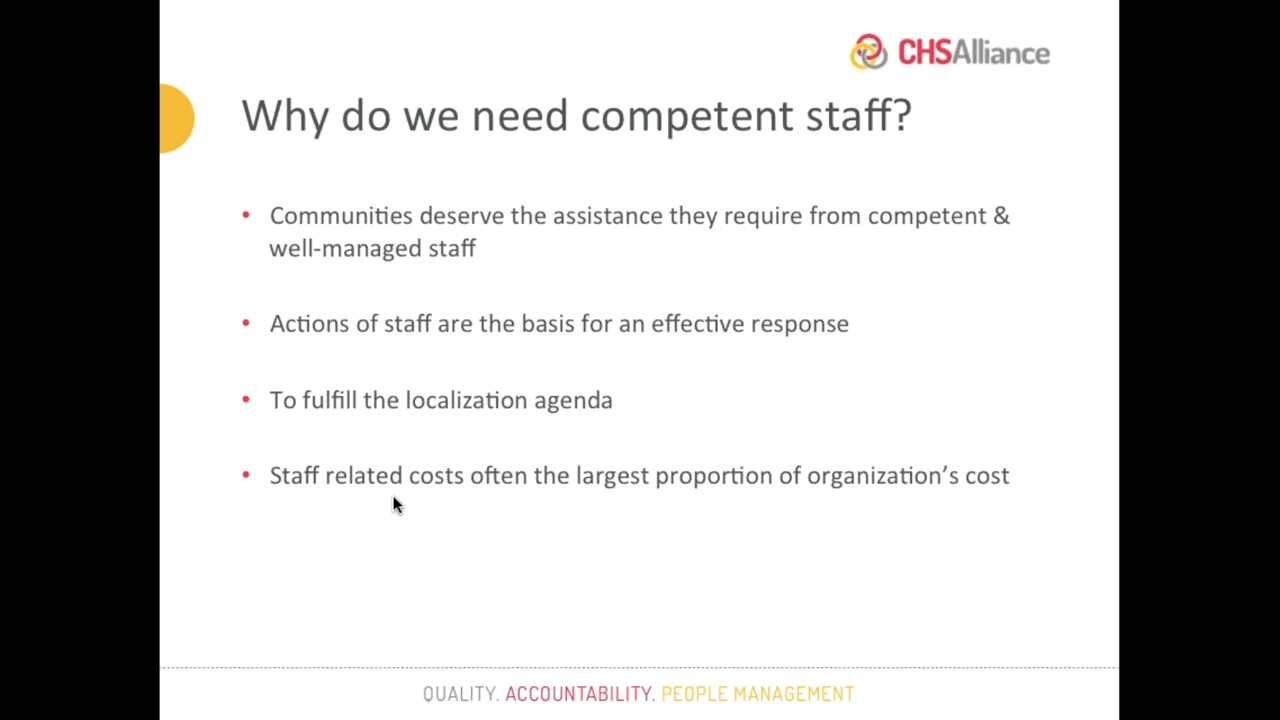 CHSAlliance
Why do we need competent staff?
• Communities deserve the assistance they require from competent &
well-managed staff
• Actions of staff are the basis for an effective response
• To fulfill the localization agenda
• Staff related costs often the largest proportion of organization’s cost
QUALITY. ACCOUNTABILITY. PEOPLE MANAGEMENT